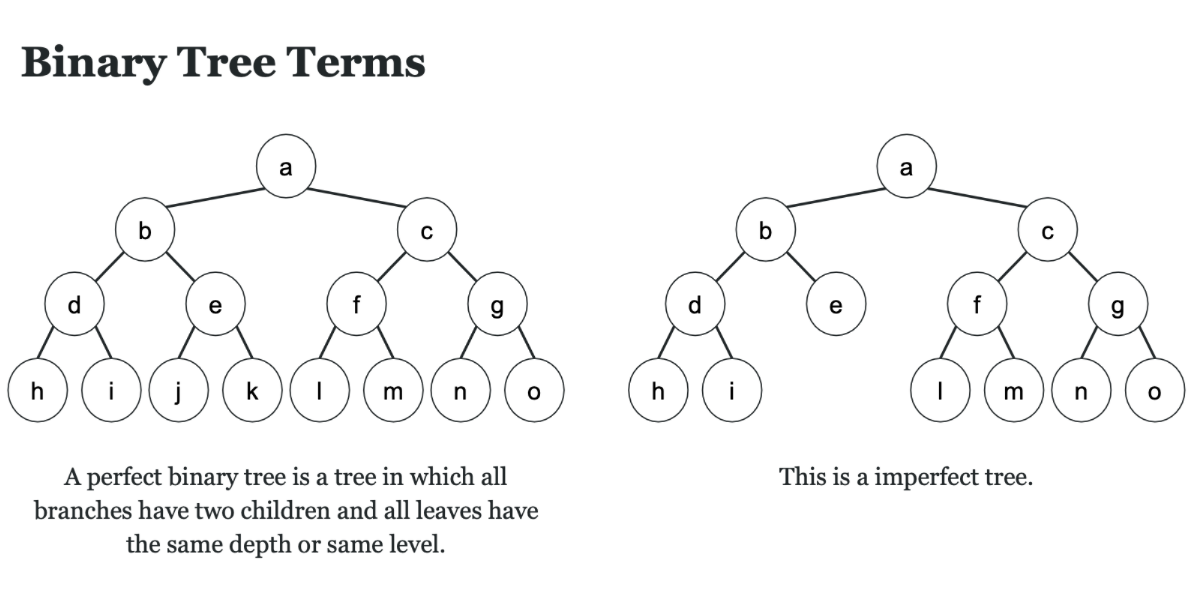 Binary Tree Terms
a
b c
d e f g
h i j k l m n o
A perfect binary tree is a tree in which all
branches have two children and all leaves have
the same depth or same level.
a
b c
d e f g
h i l m n o
This is a imperfect tree.